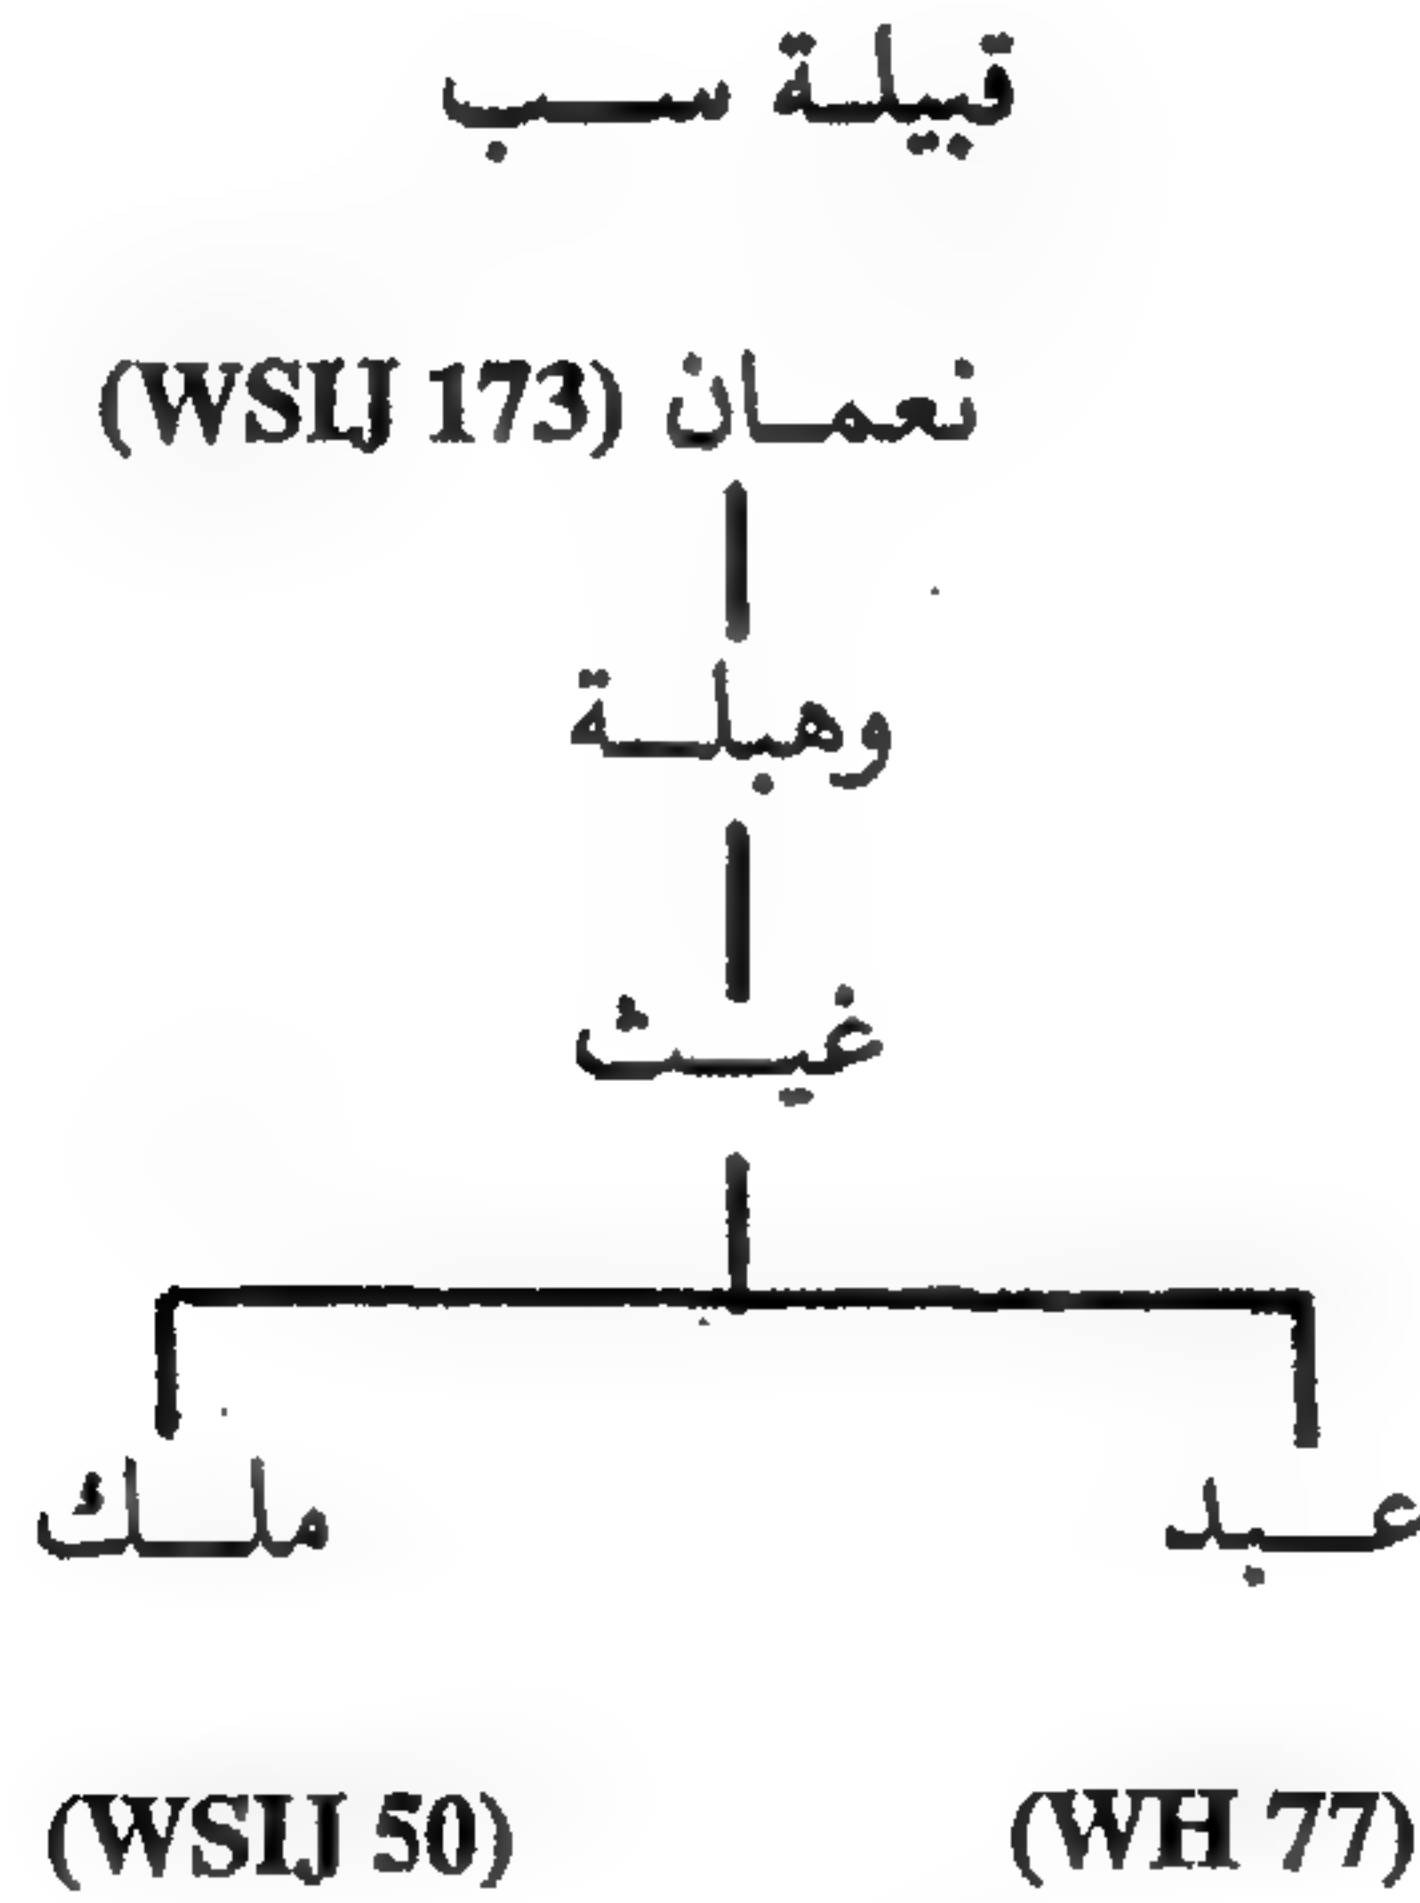 قبيلة سب
نعمان (WSIJ 173)
وهبلة
غيث
عبد ملك
(WH 77) (WSIJ 50)